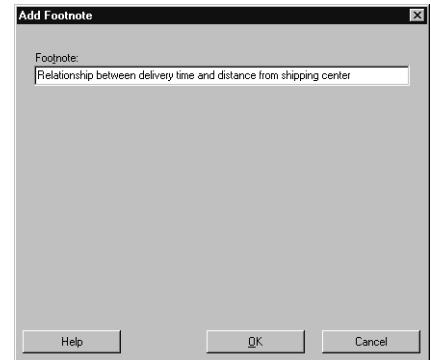 Add Footnote
Footnote:
Relationship between delivery time and distance from shipping center
Help OK Cancel